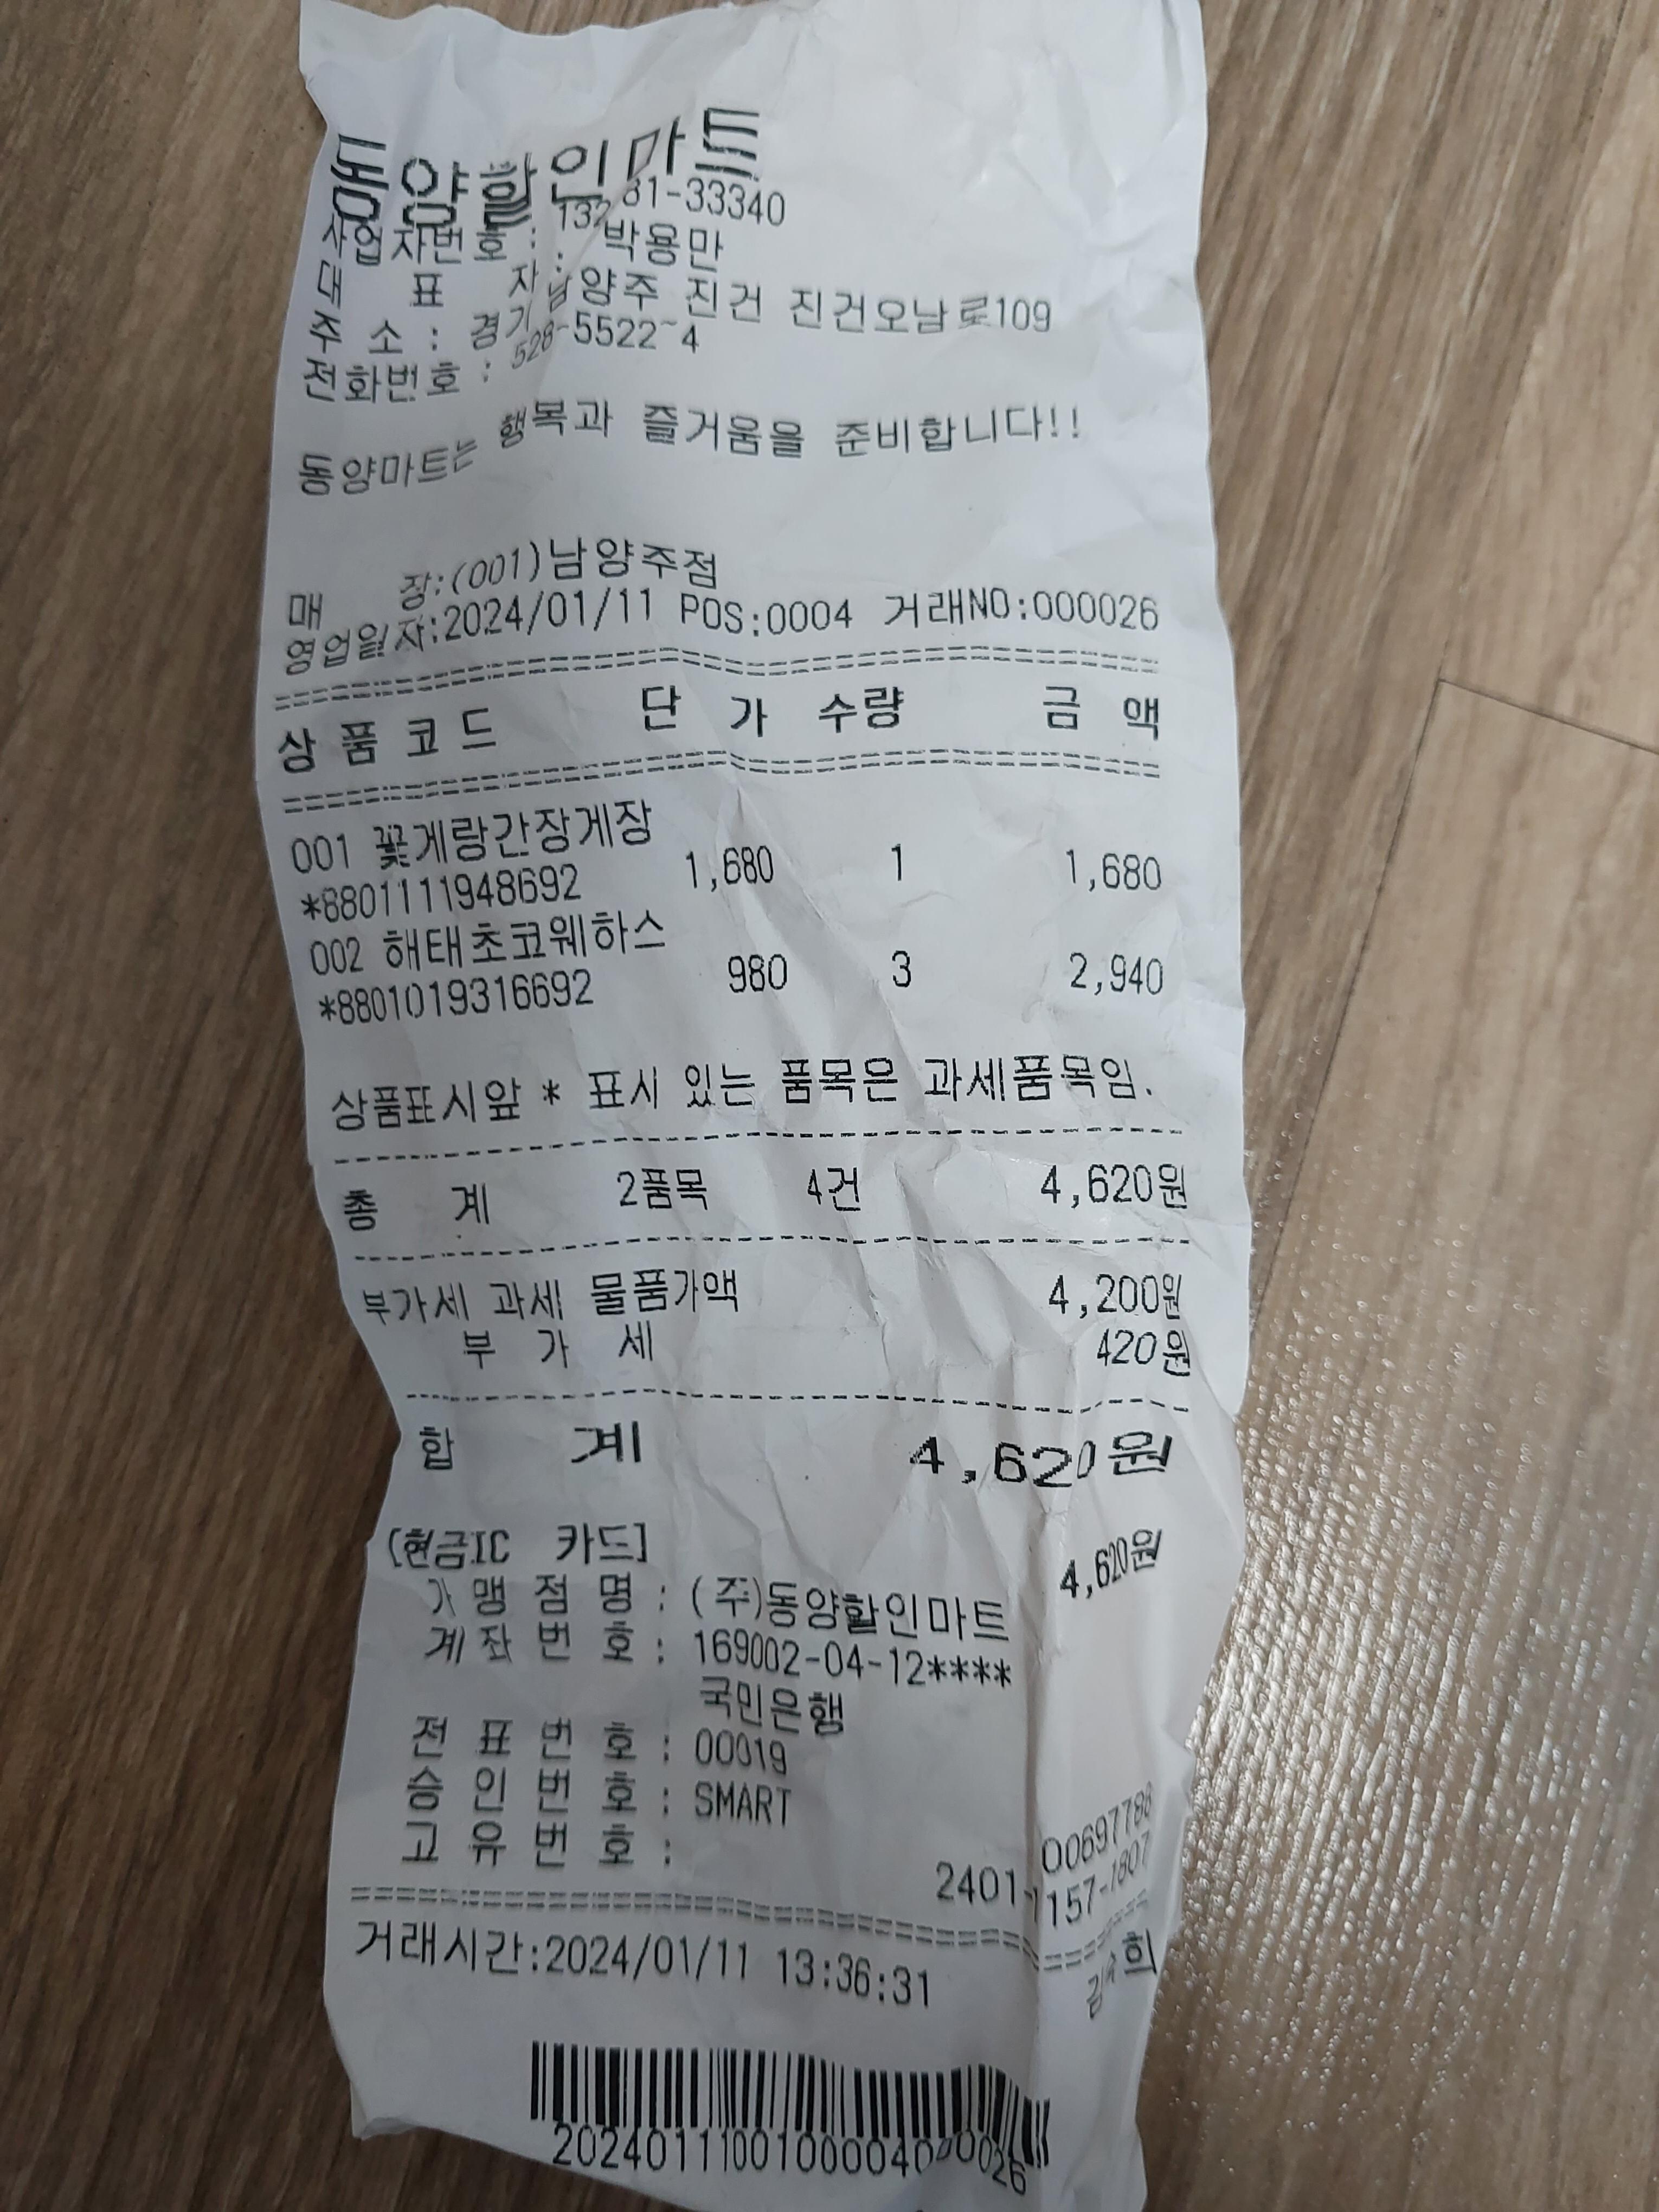 동양할인마트
사업자번호 : 132-81-33340
대 표 자 : 박용만
주 소 : 경기 남양주 진건 진건오남로109
전화번호 : 528-5522~4
동양마트는 행복과 즐거움을 준비합니다!!
매 장:(001)남양주점
영업일자:2024/01/11 POS:0004 거래NO:000026
상 품 코 드 단 가 수량 금 액
001 꽃게랑간장게장
*8801111948692 1,680 1 1,680
002 해태초코웨하스
*8801019316692 980 3 2,940
상품표시앞 * 표시 있는 품목은 과세품목임.
총 계 2품목 4건 4,620원
부가세 과세 물품가액 4,200원
부 가 세 420원
합 계 4,620원
[현금IC 카드] 4,620원
가 맹 점 명 : (주)동양할인마트
계 좌 번 호 : 169002-04-12****
국민은행
전 표 번 호 : 00019
승 인 번 호 : SMART 00697788
고 유 번 호 : 2401-1157-1807
거래시간:2024/01/11 13:36:31
20240111001000040000026